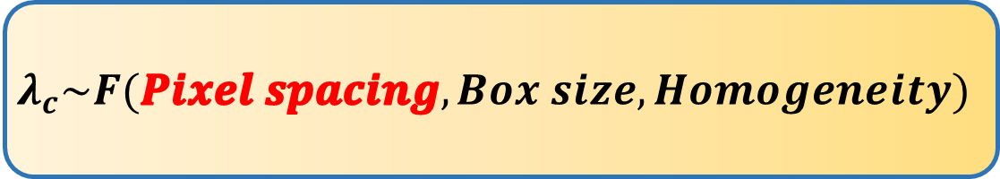 λc~F(Pixel spacing, Box size, Homogeneity)